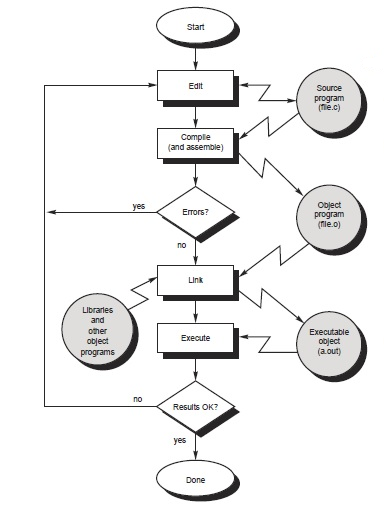 Start
Edit
Source
program
(file.c)
Compile
(and assemble)
yes
Errors?
Object
program
(file.o)
no
Link
Libraries
and
other
object
programs
Execute
Executable
object
(a.out)
no
Results OK?
yes
Done